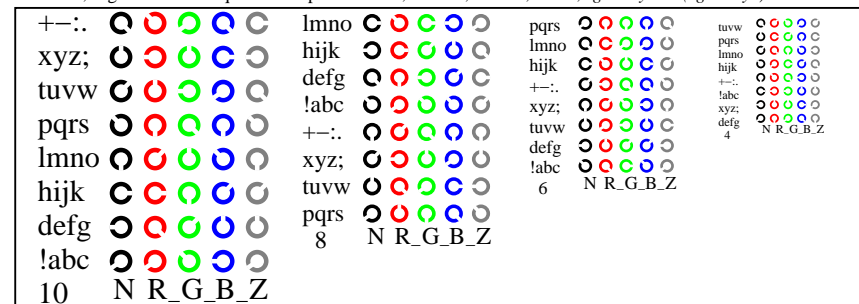 +−:.
xyz;
tuvw
pqrs
lmno
hijk
defg
!abc
10 N R_G_B_Z
lmno
hijk
defg
!abc
+−:.
xyz;
tuvw
pqrs
8 N R_G_B_Z
pqrs
lmno
hijk
+−:.
xyz;
tuvw
defg
!abc
6 N R_G_B_Z
tuvw
pqrs
lmno
hijk
+−:.
!abc
xyz;
defg
4 N R_G_B_Z